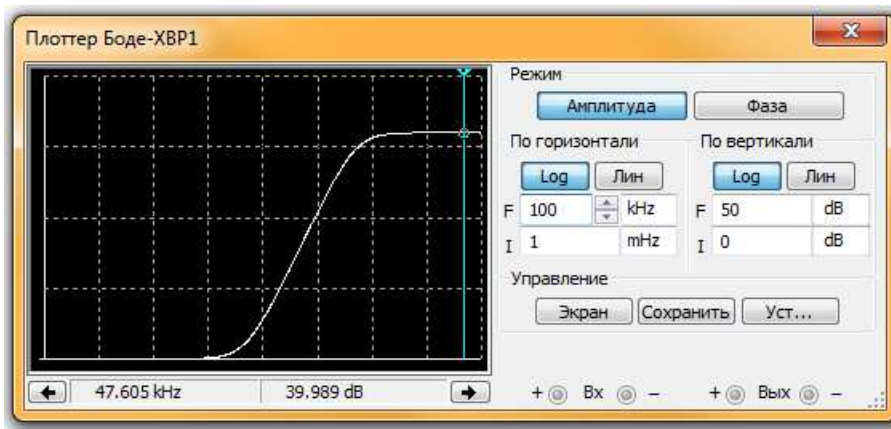 Плоттер Боде-XBP1
Режим
Амплитуда Фаза
По горизонтали По вертикали
Log Лин Log Лин
F 100 kHz F 50 dB
I 1 mHz I 0 dB
Управление
Экран Сохранить Уст...
47.605 kHz 39.989 dB + Вх − + Вых −